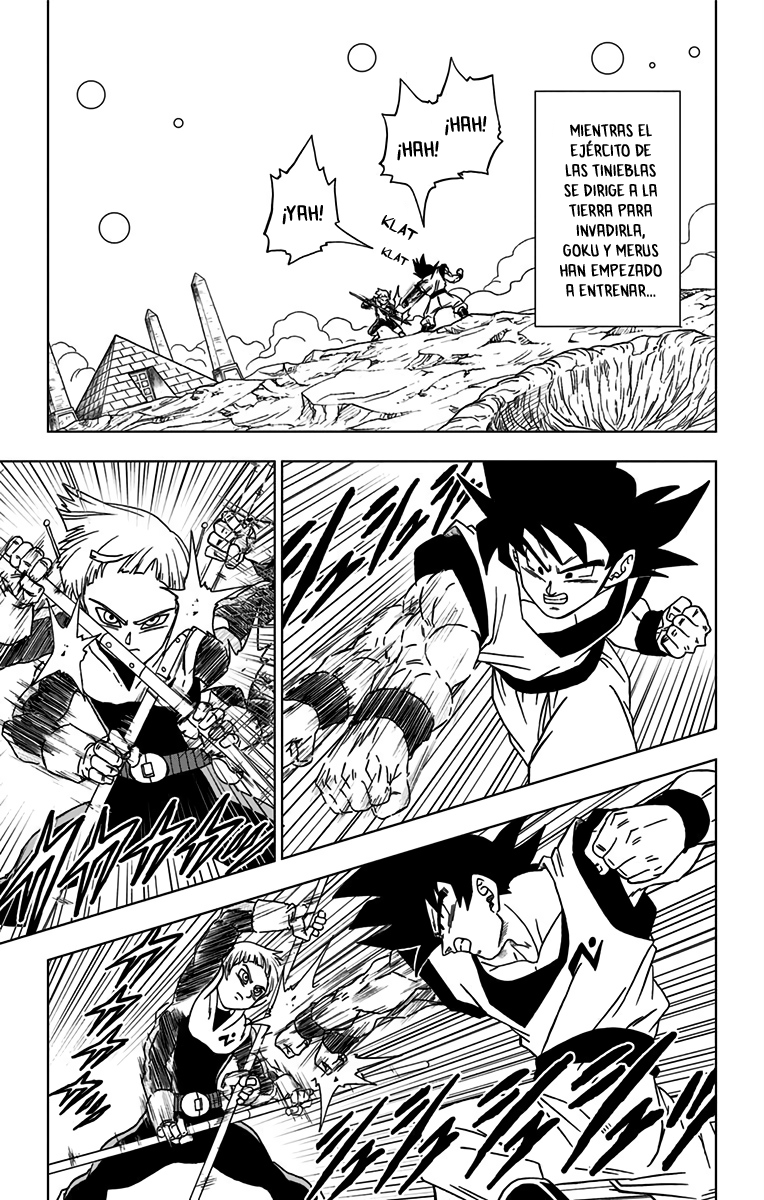 ¡HAH!
¡HAH!
¡YAH!
KLAT
KLAT
MIENTRAS EL
EJÉRCITO DE
LAS TINIEBLAS
SE DIRIGE A LA
TIERRA PARA
INVADIRLA,
GOKU Y MERUS
HAN EMPEZADO
A ENTRENAR...